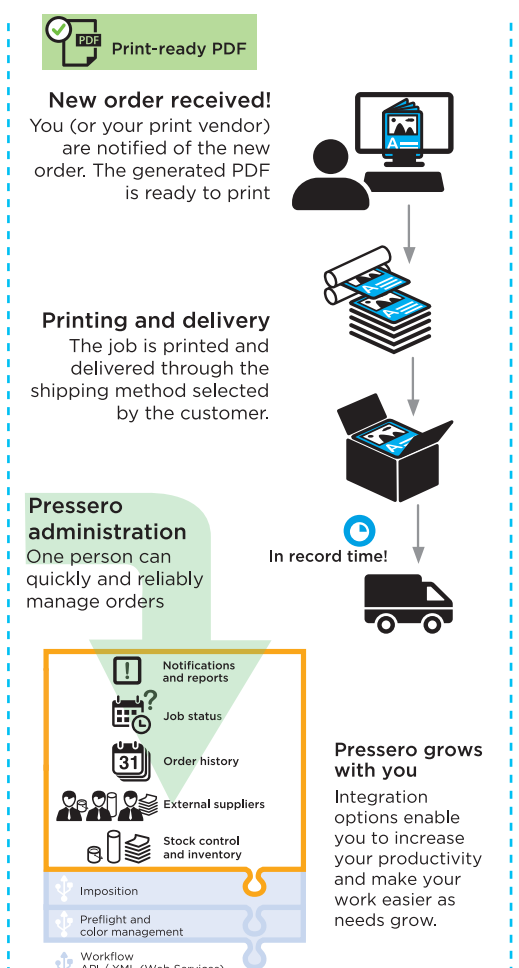 PDF
Print-ready PDF
New order received!
You (or your print vendor)
are notified of the new
order. The generated PDF
is ready to print
A
A
A
Printing and delivery
The job is printed and
delivered through the
shipping method selected
by the customer.
A
Pressero
administration
One person can
quickly and reliably
manage orders
In record time!
!
Notifications
and reports
?
Job status
31
Order history
External suppliers
Stock control
and inventory
Pressero grows
with you
Integration
options enable
you to increase
your productivity
and make your
work easier as
needs grow.
Imposition
Preflight and
color management
Workflow
API / XML (Web Services)